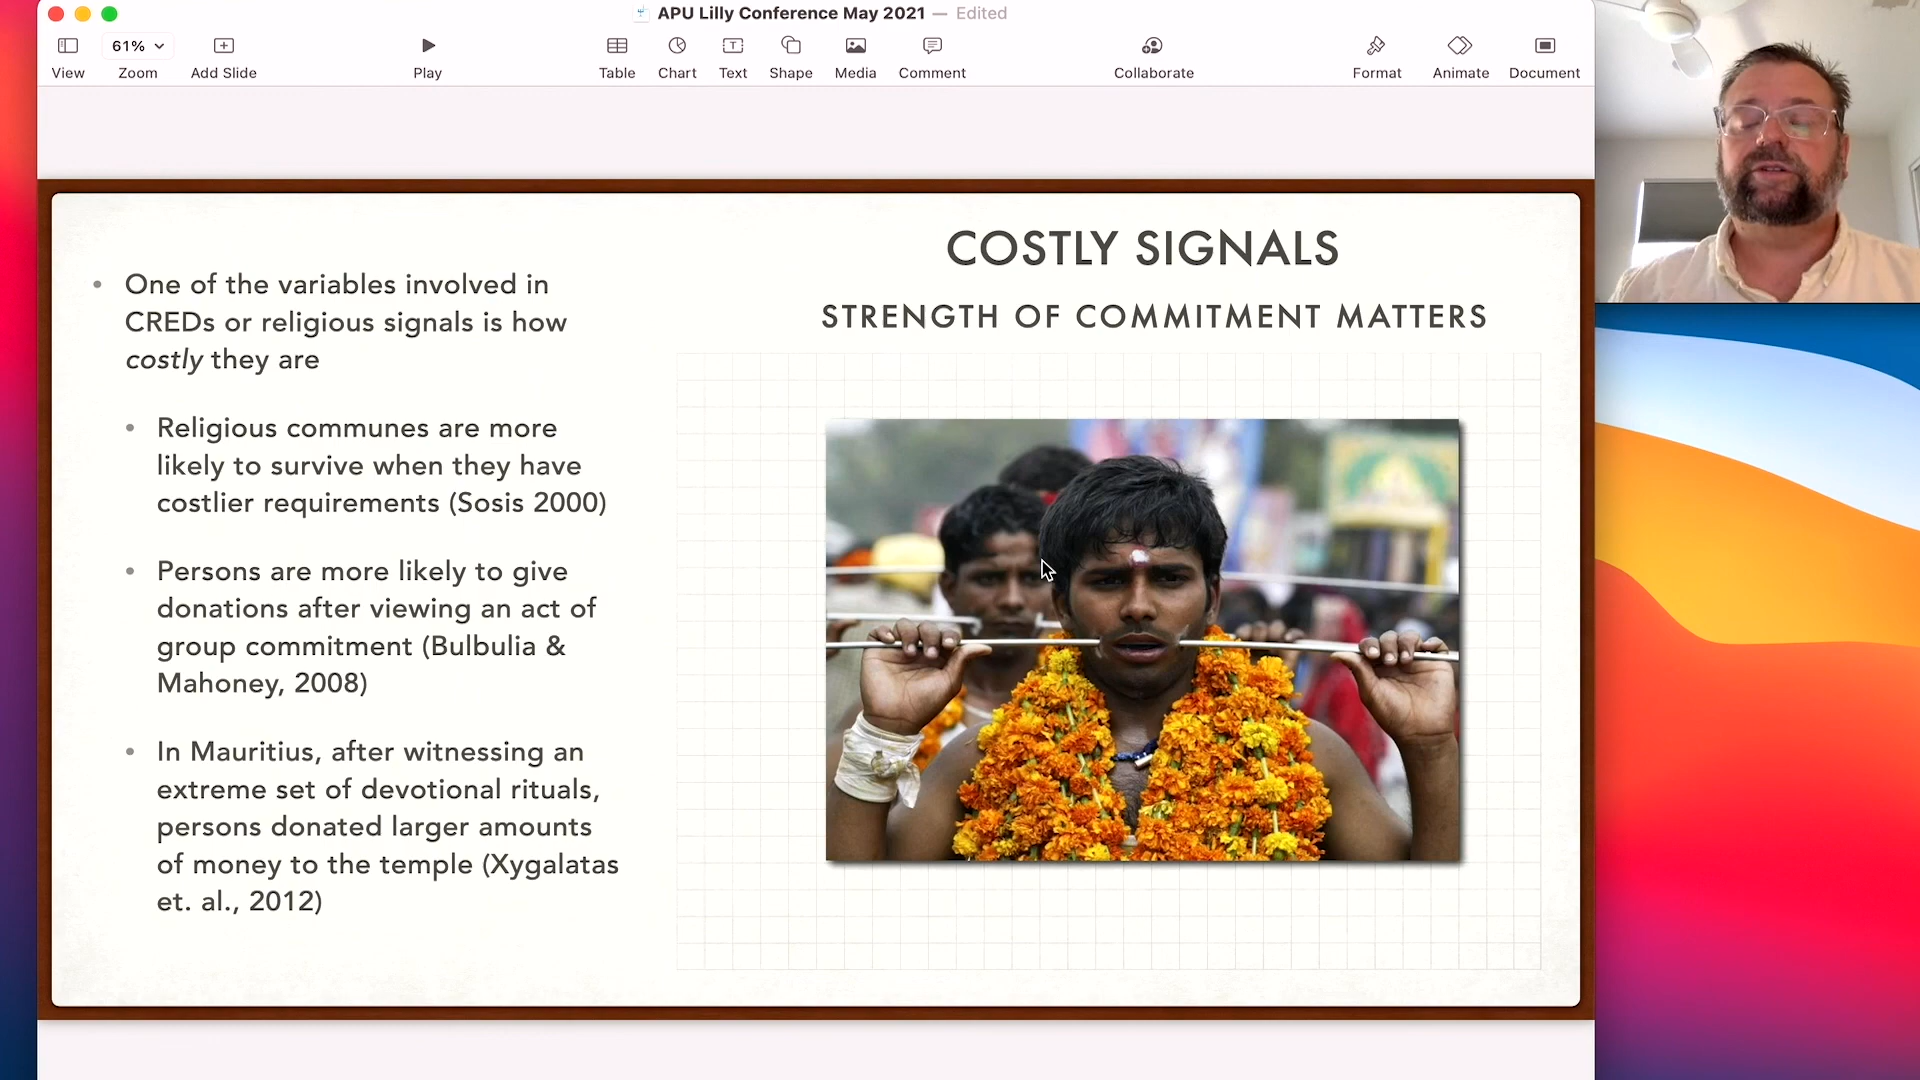 APU Lilly Conference May 2021 — Edited
61%
View Zoom Add Slide Play Table Chart Text Shape Media Comment Collaborate Format Animate Document
COSTLY SIGNALS
STRENGTH OF COMMITMENT MATTERS
• One of the variables involved in
CREDs or religious signals is how
costly they are
• Religious communes are more
likely to survive when they have
costlier requirements (Sosis 2000)
• Persons are more likely to give
donations after viewing an act of
group commitment (Bulbulia &
Mahoney, 2008)
• In Mauritius, after witnessing an
extreme set of devotional rituals,
persons donated larger amounts
of money to the temple (Xygalatas
et. al., 2012)